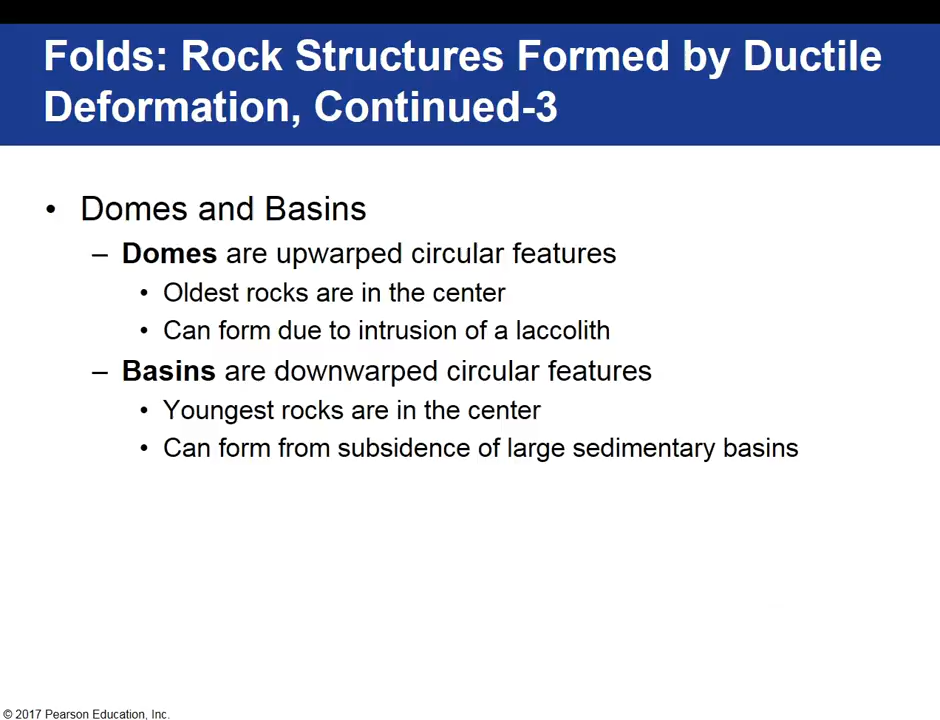 Folds: Rock Structures Formed by Ductile
Deformation, Continued-3
• Domes and Basins
– Domes are upwarped circular features
• Oldest rocks are in the center
• Can form due to intrusion of a laccolith
– Basins are downwarped circular features
• Youngest rocks are in the center
• Can form from subsidence of large sedimentary basins
© 2017 Pearson Education, Inc.